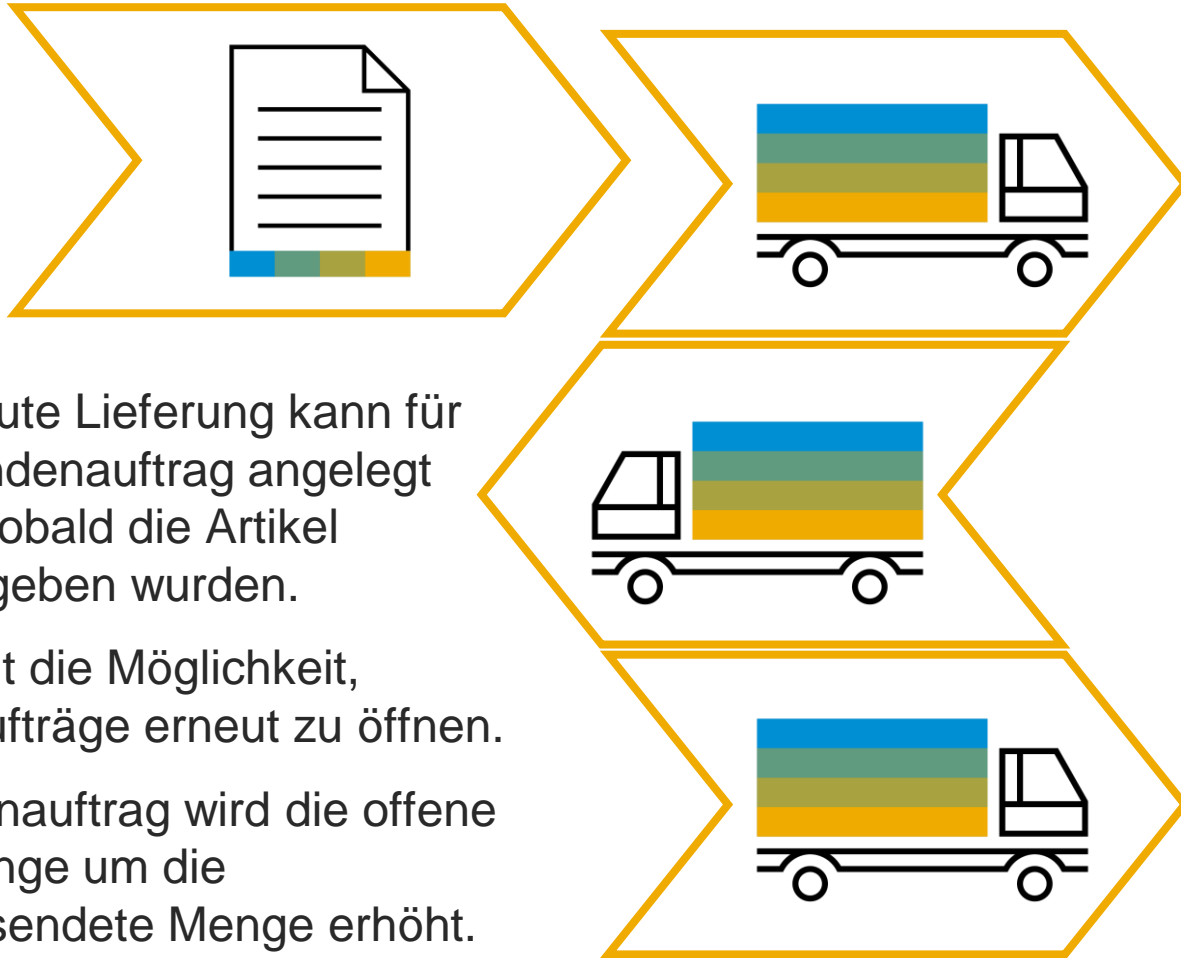 ute Lieferung kann für
ndenauftrag angelegt
obald die Artikel
geben wurden.
t die Möglichkeit,
ufträge erneut zu öffnen.
nauftrag wird die offene
nge um die
sendete Menge erhöht.